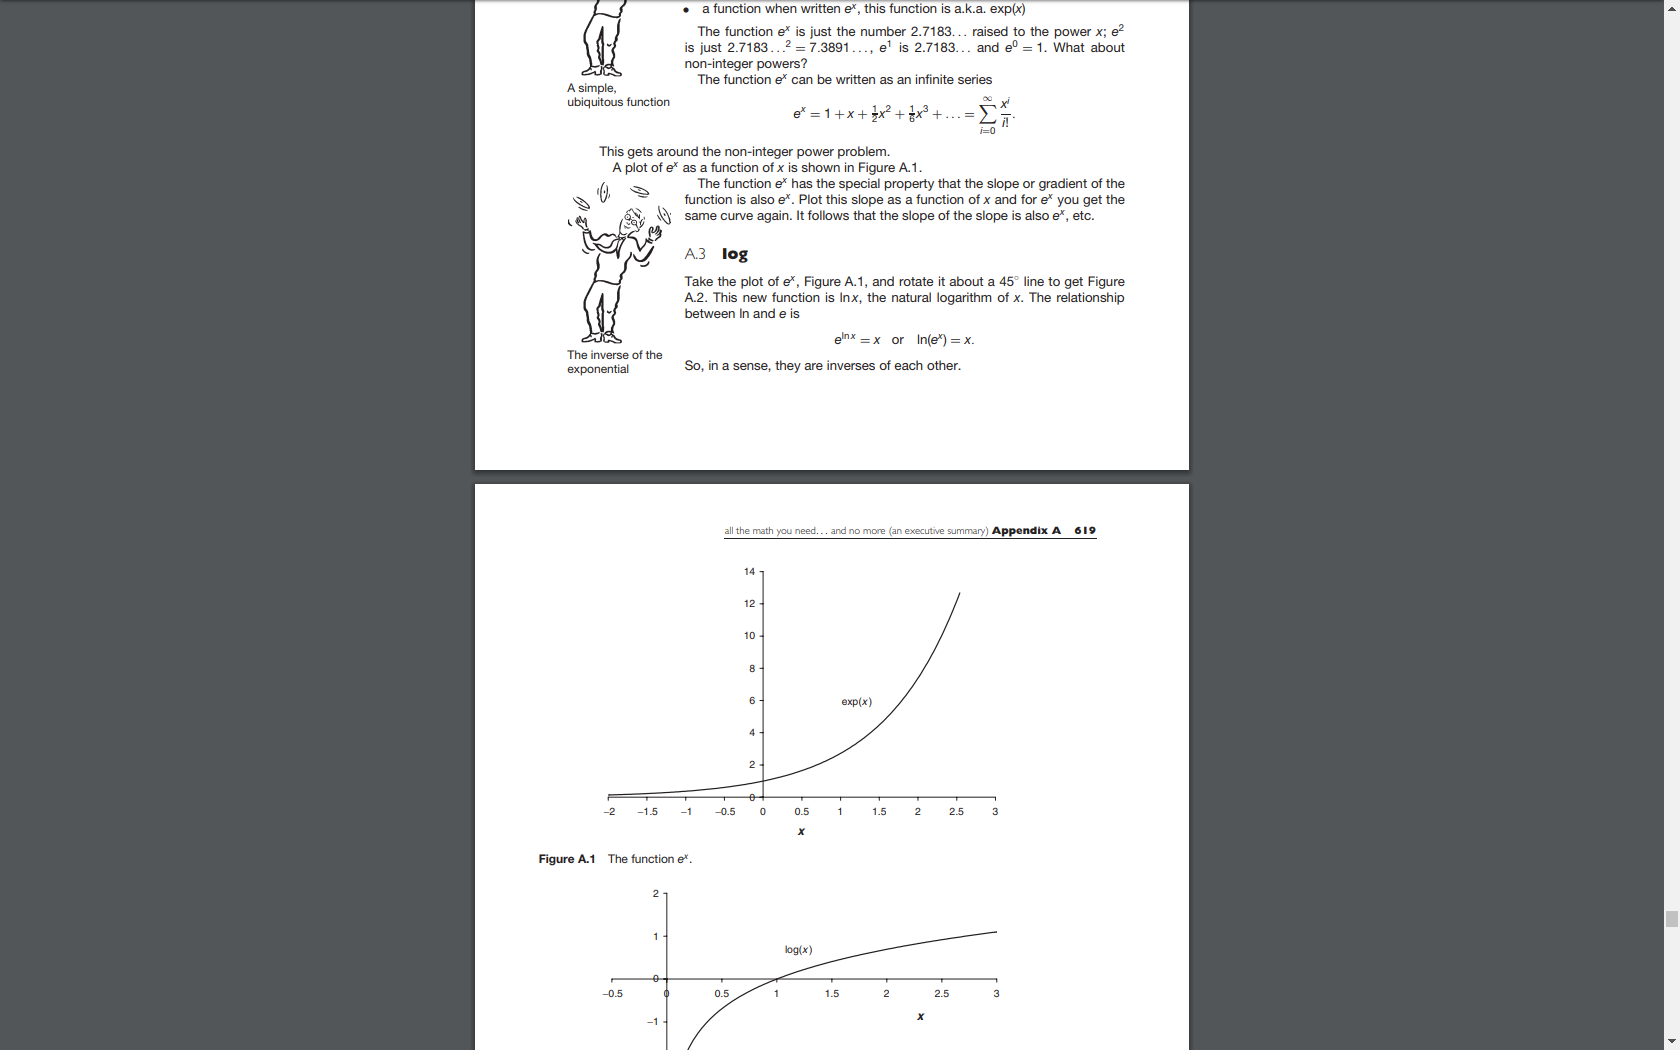 • a function when written eˣ, this function is a.k.a. exp(x)
The function eˣ is just the number 2.7183... raised to the power x; e²
is just 2.7183...² = 7.3891..., e¹ is 2.7183... and e⁰ = 1. What about
non-integer powers?
The function eˣ can be written as an infinite series
A simple,
ubiquitous function
eˣ = 1 + x + ½x² + ⅙x³ + ... = ∑_{i=0}^{∞} xⁱ/i!.
This gets around the non-integer power problem.
A plot of eˣ as a function of x is shown in Figure A.1.
The function eˣ has the special property that the slope or gradient of the
function is also eˣ. Plot this slope as a function of x and for eˣ you get the
same curve again. It follows that the slope of the slope is also eˣ, etc.
A.3 log
Take the plot of eˣ, Figure A.1, and rotate it about a 45° line to get Figure
A.2. This new function is ln x, the natural logarithm of x. The relationship
between ln and e is
e^{ln x} = x or ln(eˣ) = x.
The inverse of the
exponential
So, in a sense, they are inverses of each other.
all the math you need... and no more (an executive summary) Appendix A 619
14
12
10
8
6
exp(x)
4
2
0
−2 −1.5 −1 −0.5 0 0.5 1 1.5 2 2.5 3
x
Figure A.1 The function eˣ.
2
1
log(x)
0
−0.5 0 0.5 1 1.5 2 2.5 3
x
−1